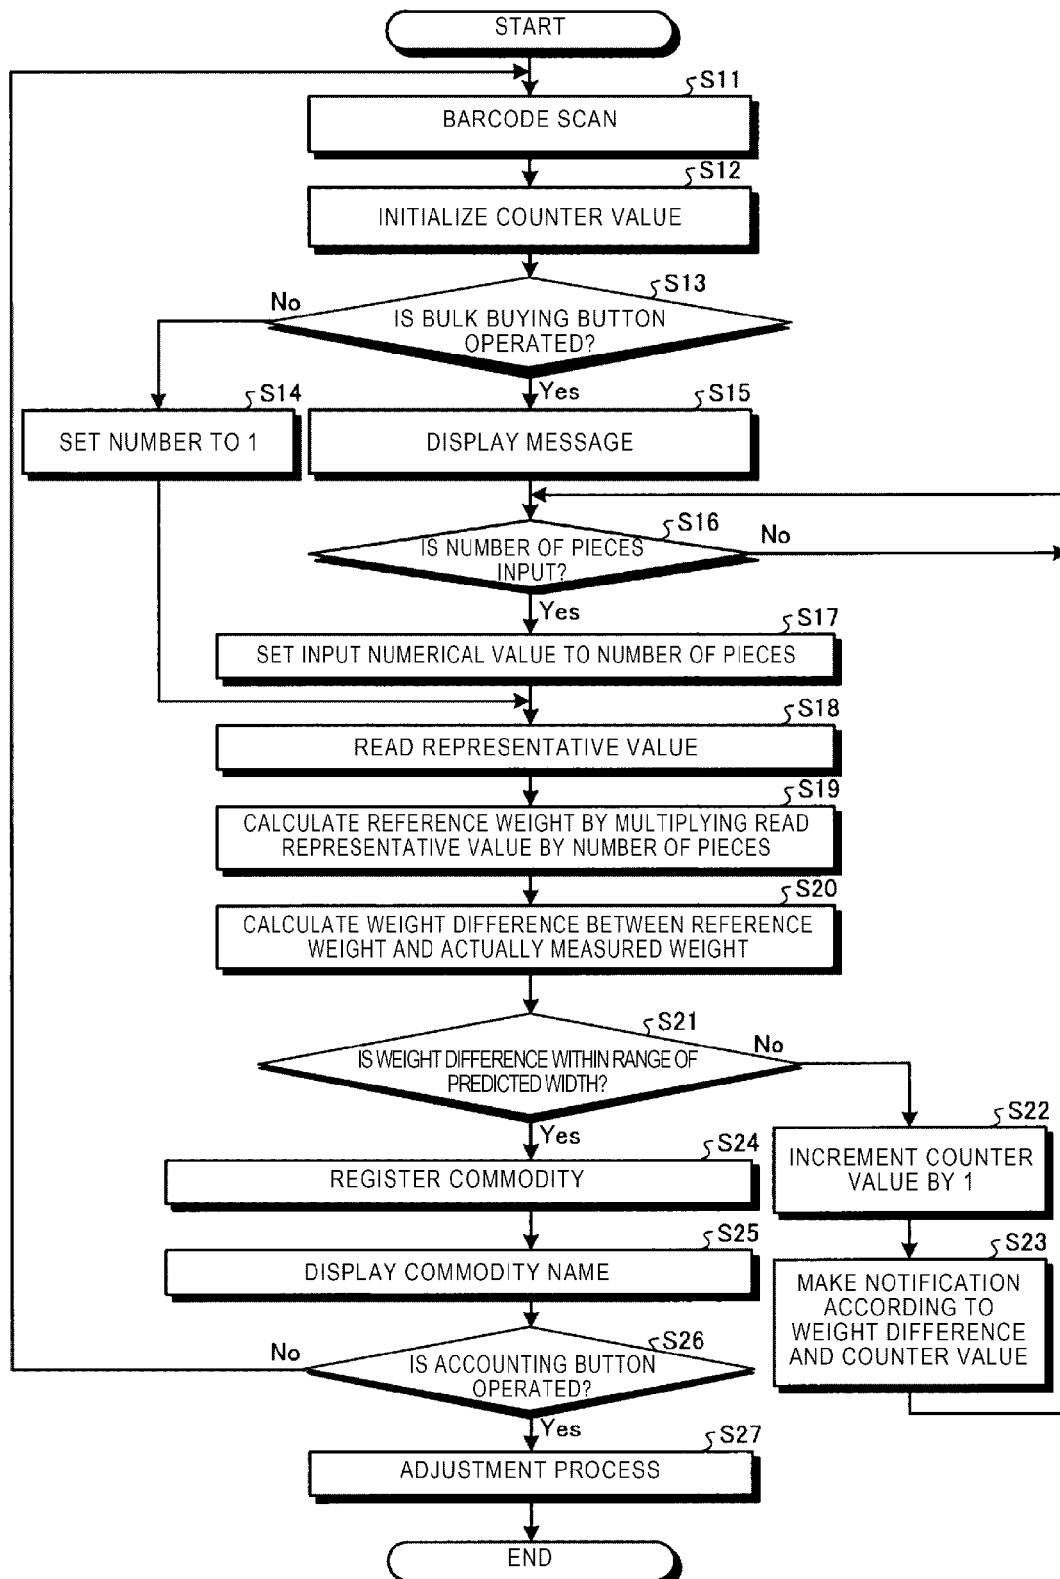 START
S11
BARCODE SCAN
S12
INITIALIZE COUNTER VALUE
S13
No
IS BULK BUYING BUTTON
OPERATED?
Yes
S14
SET NUMBER TO 1
S15
DISPLAY MESSAGE
S16
No
IS NUMBER OF PIECES
INPUT?
Yes
S17
SET INPUT NUMERICAL VALUE TO NUMBER OF PIECES
S18
READ REPRESENTATIVE VALUE
S19
CALCULATE REFERENCE WEIGHT BY MULTIPLYING READ
REPRESENTATIVE VALUE BY NUMBER OF PIECES
S20
CALCULATE WEIGHT DIFFERENCE BETWEEN REFERENCE
WEIGHT AND ACTUALLY MEASURED WEIGHT
S21
No
IS WEIGHT DIFFERENCE WITHIN RANGE OF
PREDICTED WIDTH?
Yes
S22
INCREMENT COUNTER
VALUE BY 1
S23
MAKE NOTIFICATION
ACCORDING TO
WEIGHT DIFFERENCE
AND COUNTER VALUE
S24
REGISTER COMMODITY
S25
DISPLAY COMMODITY NAME
S26
No
IS ACCOUNTING BUTTON
OPERATED?
Yes
S27
ADJUSTMENT PROCESS
END